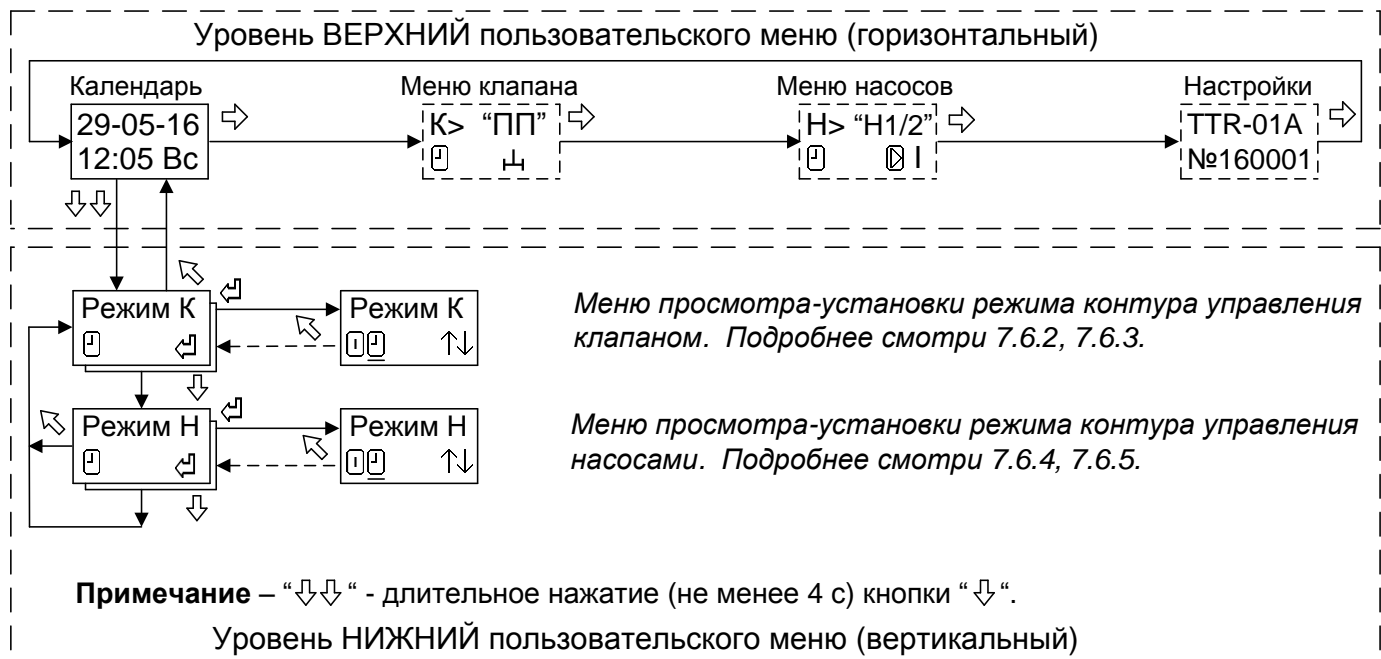 Уровень ВЕРХНИЙ пользовательского меню (горизонтальный)
Календарь
Меню клапана
Меню насосов
Настройки
29-05-16
12:05 Вс
К> “ПП”
Н> “Н1/2”
I
TTR-01A
№160001
Режим К
Режим К
Меню просмотра-установки режима контура управления
клапаном. Подробнее смотри 7.6.2, 7.6.3.
Режим Н
Режим Н
Меню просмотра-установки режима контура управления
насосами. Подробнее смотри 7.6.4, 7.6.5.
Примечание – “⇩⇩“ - длительное нажатие (не менее 4 с) кнопки “⇩“.
Уровень НИЖНИЙ пользовательского меню (вертикальный)